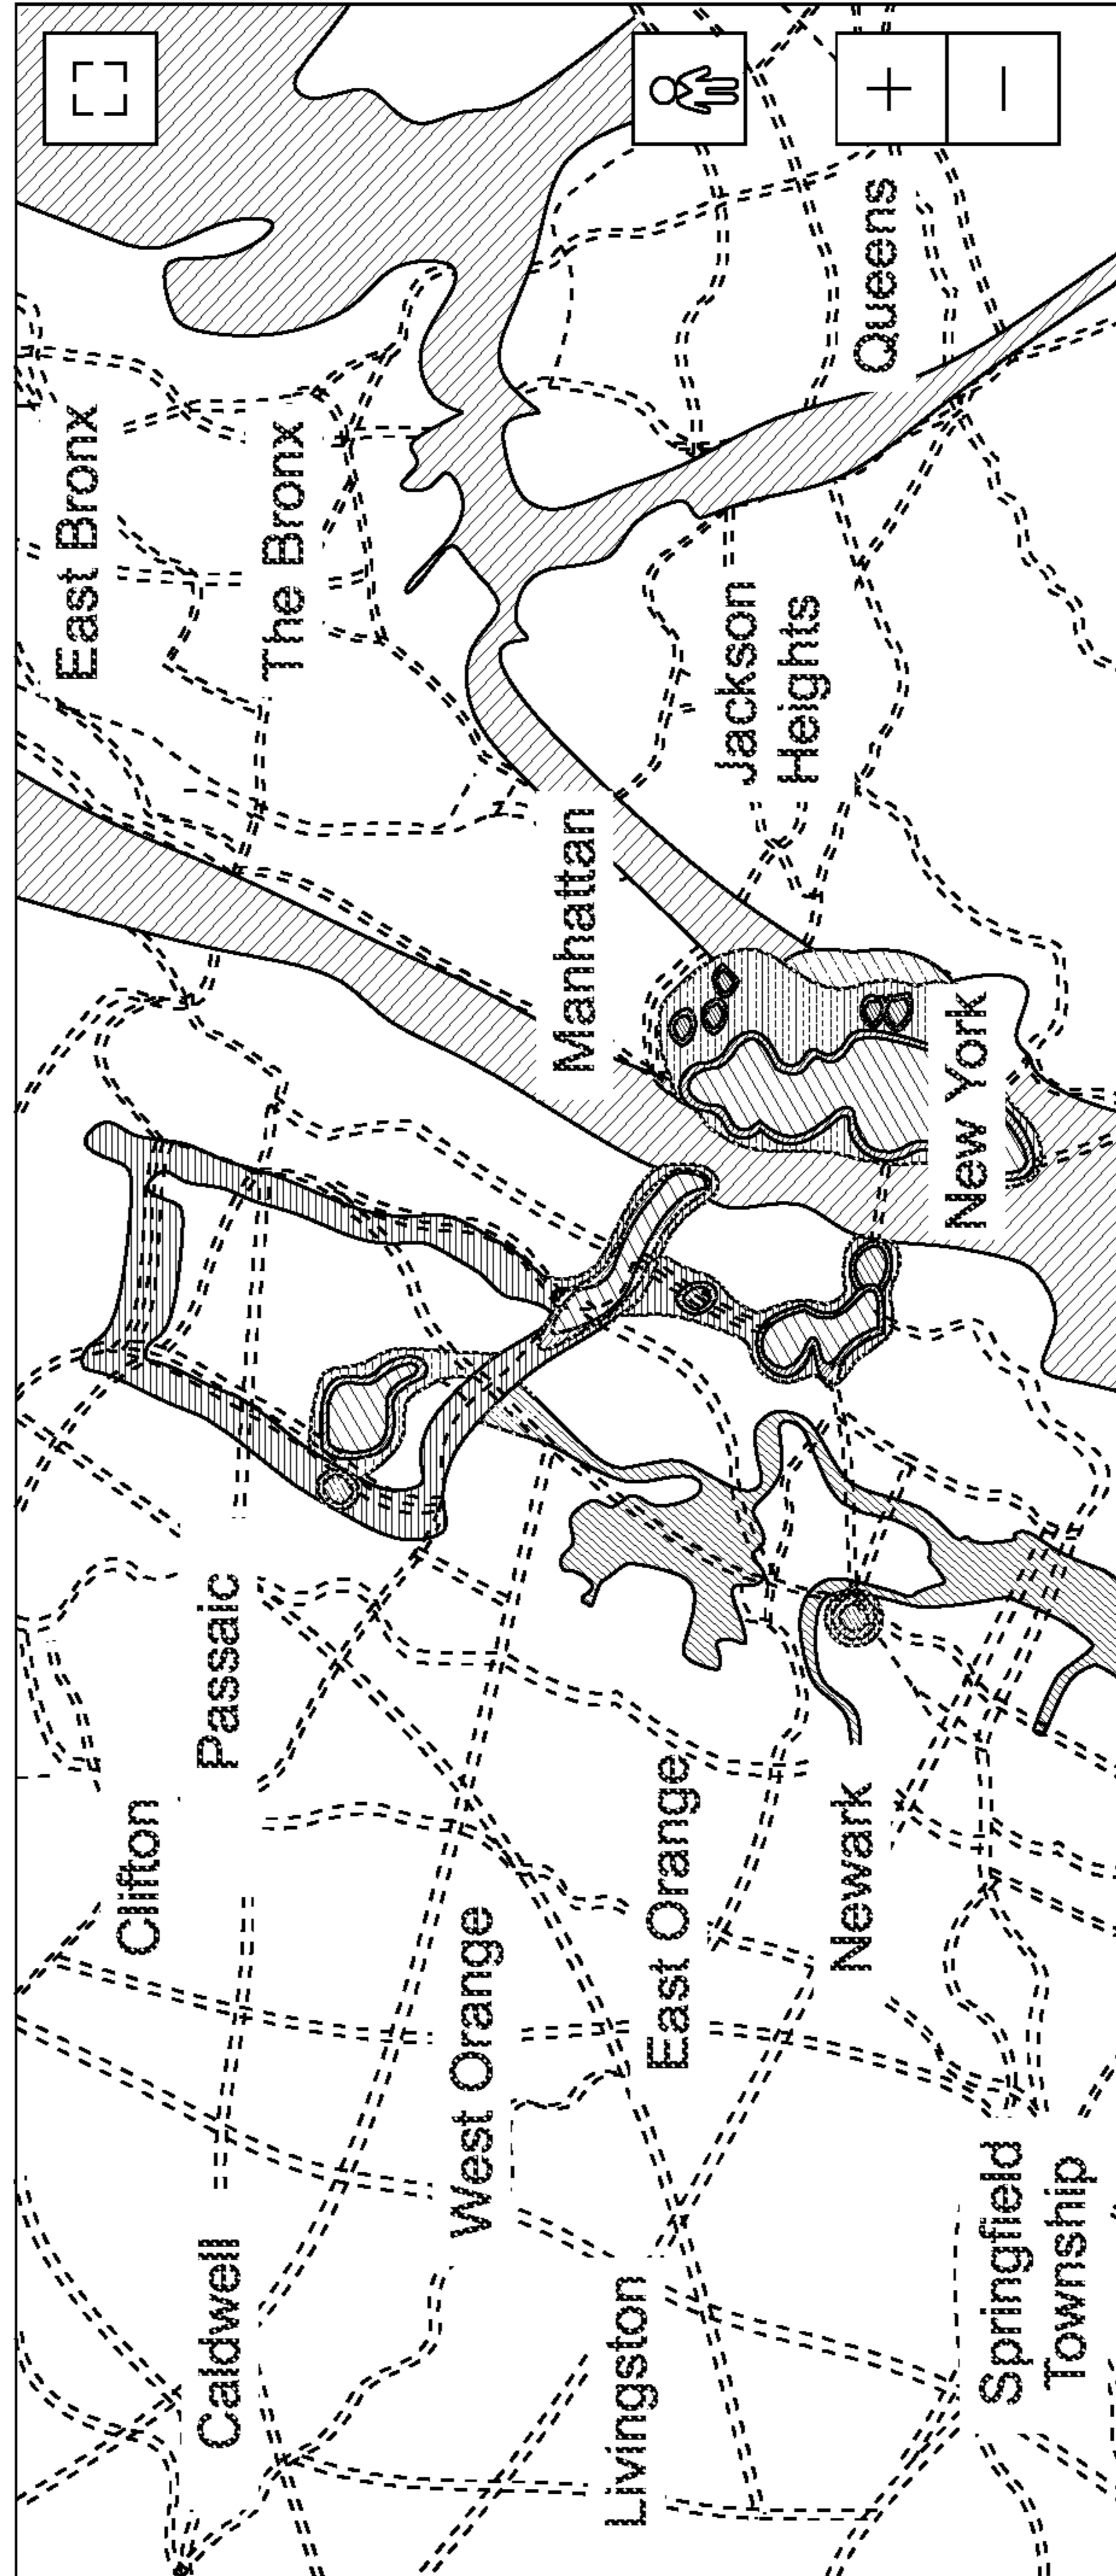 East Bronx
The Bronx
Clifton
Passaic
Caldwell
West Orange
Manhattan
Livingston
East Orange
Jackson
Heights
Newark
Queens
New York
Springfield
Township
+
−